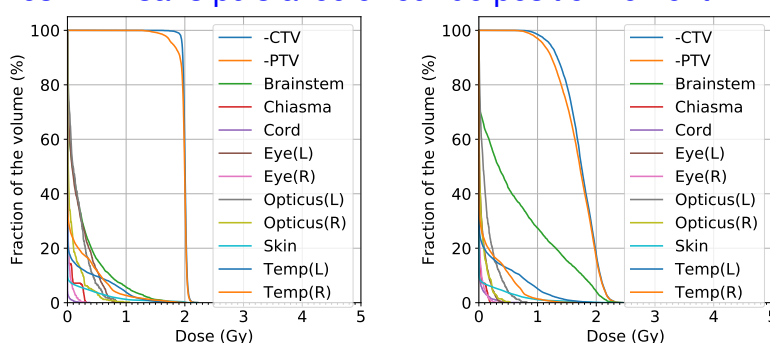 100
80
60
40
20
0
Fraction of the volume (%)
0 1 2 3 4 5
Dose (Gy)
-CTV
-PTV
Brainstem
Chiasma
Cord
Eye(L)
Eye(R)
Opticus(L)
Opticus(R)
Skin
Temp(L)
Temp(R)
100
80
60
40
20
0
Fraction of the volume (%)
0 1 2 3 4 5
Dose (Gy)
-CTV
-PTV
Brainstem
Chiasma
Cord
Eye(L)
Eye(R)
Opticus(L)
Opticus(R)
Skin
Temp(L)
Temp(R)